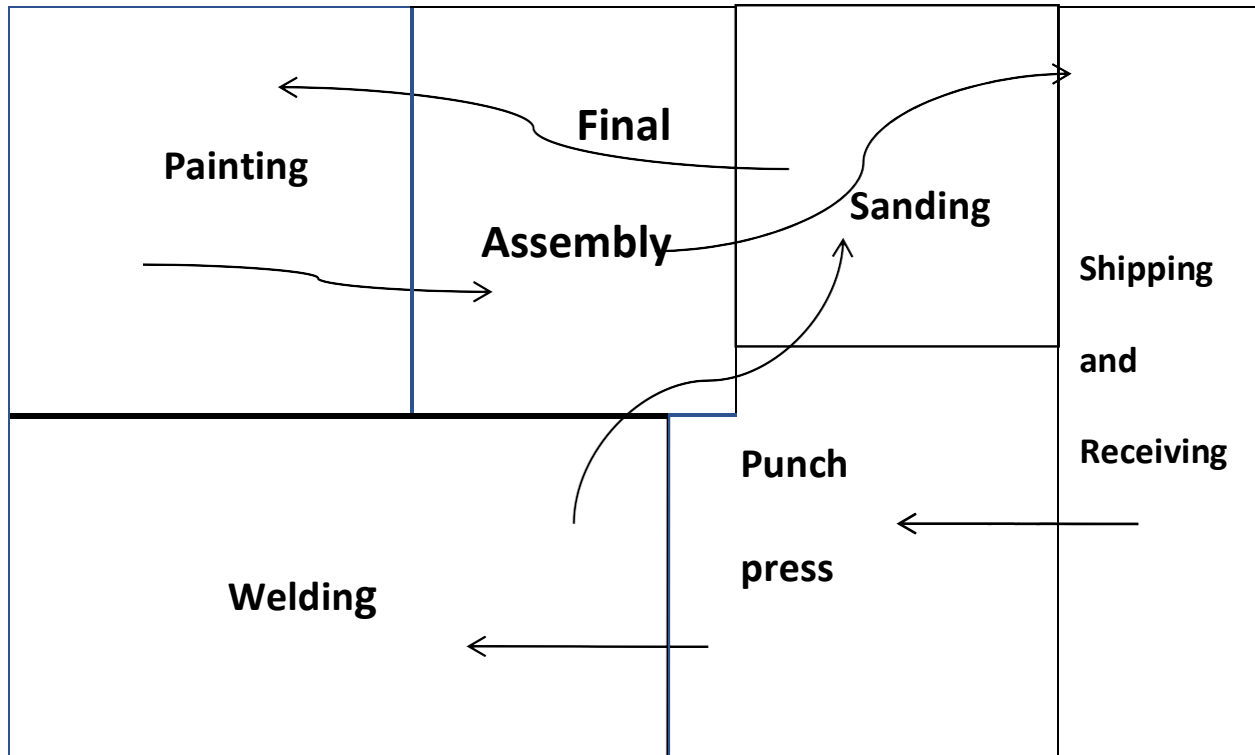 Painting
Final
Assembly
Sanding
Shipping
and
Receiving
Welding
Punch
press